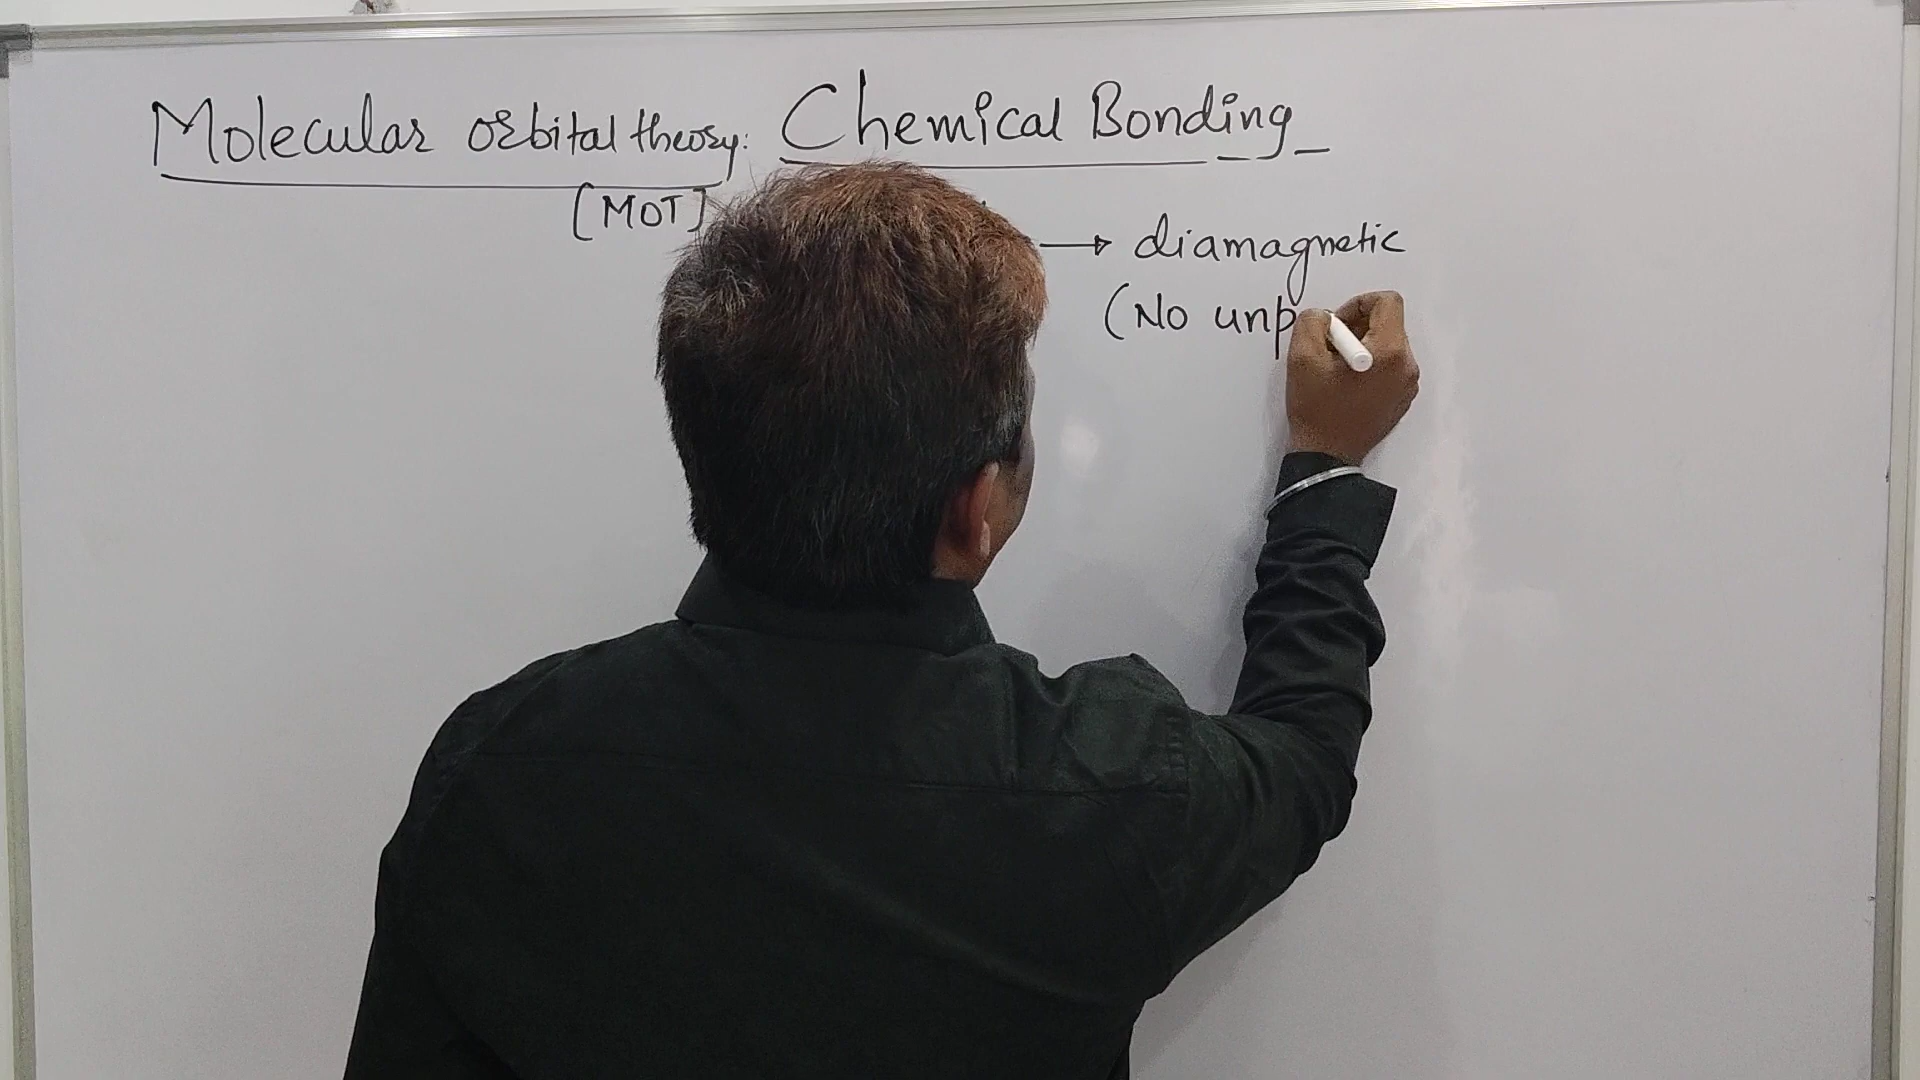 Molecular orbital theory: Chemical Bonding
[MOT]
→ diamagnetic
(No unp